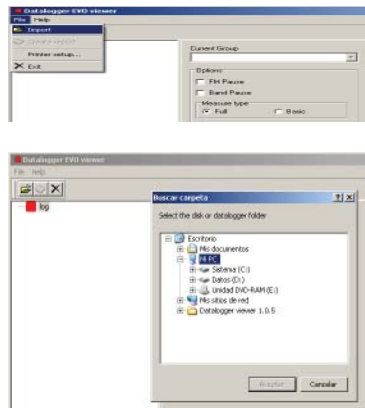 Datalogger EVO viewer
File Help
Import
Create report
Printer setup...
Exit
Current Group
Options
FM Pause
Band Pause
Measure type
Full Basic
Datalogger EVO viewer
File Help
log
Buscar carpeta
Select the disk or datalogger folder
Escritorio
Mis documentos
Mi PC
Sistema (C:)
Datos (D:)
Unidad DVD-RAM (E:)
Mis sitios de red
Datalogger viewer 1.0.5
Aceptar Cancelar